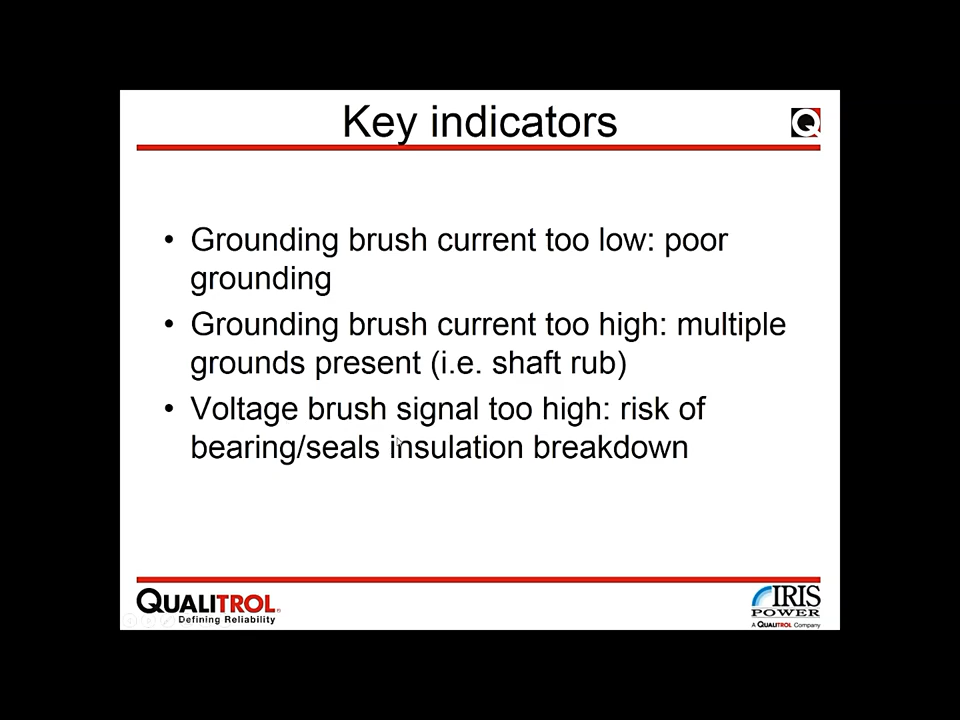 Key indicators
Q
• Grounding brush current too low: poor
grounding
• Grounding brush current too high: multiple
grounds present (i.e. shaft rub)
• Voltage brush signal too high: risk of
bearing/seals insulation breakdown
QUALITROL®
Defining Reliability
IRIS
POWER
A QUALITROL Company